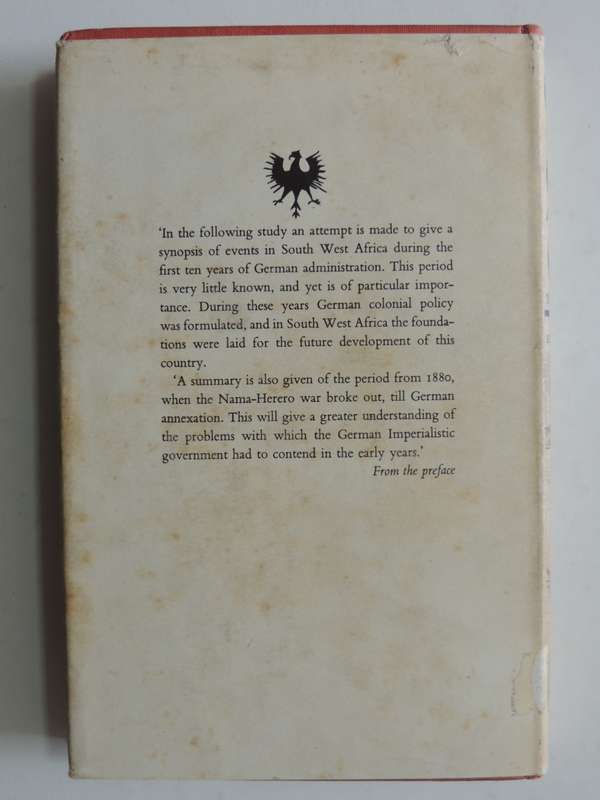 ‘In the following study an attempt is made to give a
synopsis of events in South West Africa during the
first ten years of German administration. This period
is very little known, and yet is of particular impor-
tance. During these years German colonial policy
was formulated, and in South West Africa the founda-
tions were laid for the future development of this
country.
‘A summary is also given of the period from 1880,
when the Nama-Herero war broke out, till German
annexation. This will give a greater understanding of
the problems with which the German Imperialistic
government had to contend in the early years.’
From the preface